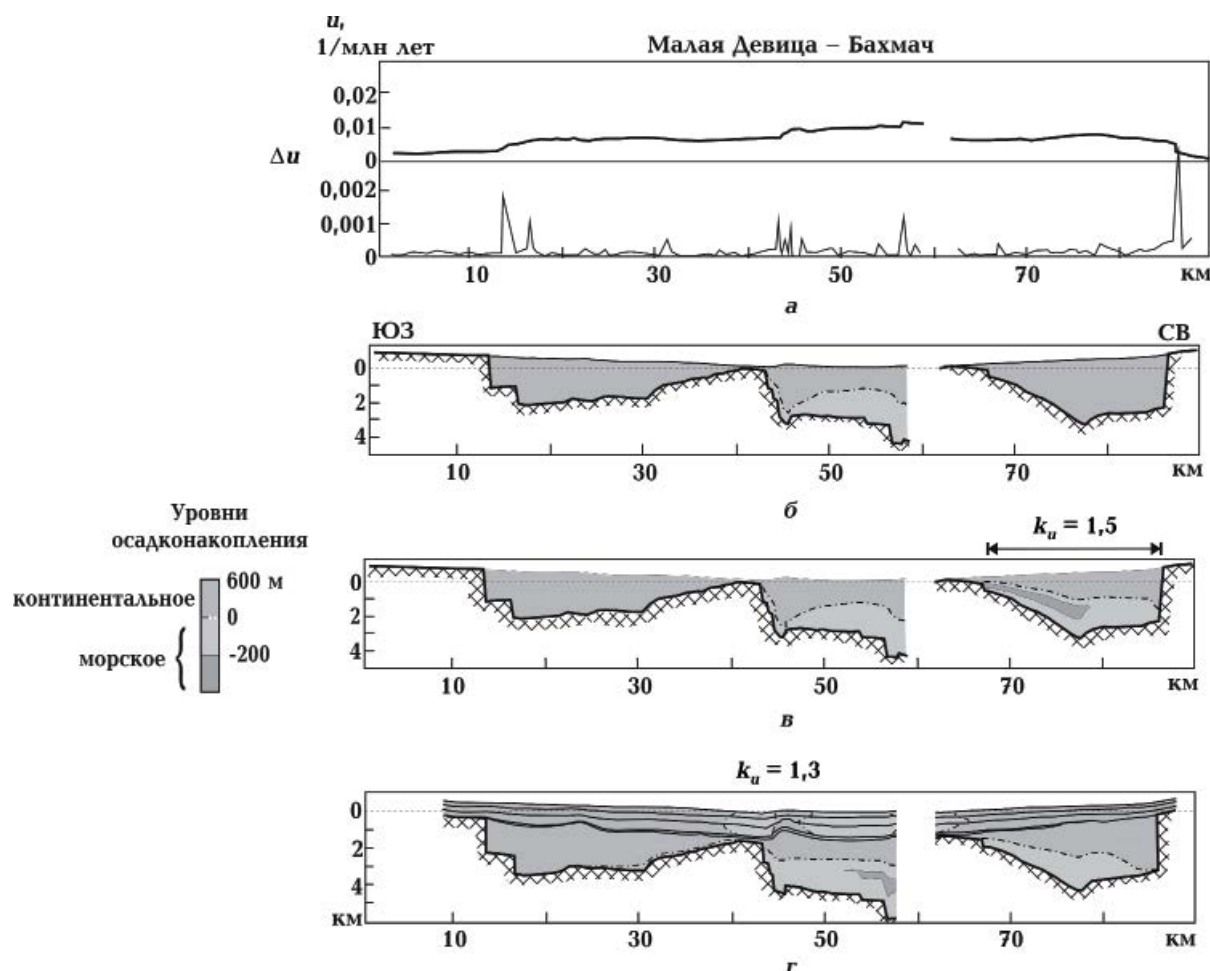 u,
1/млн лет
Малая Девица – Бахмач
0,02
0,01
0
Δu
0,002
0,001
0
10 30 50 70 км
а
ЮЗ СВ
0
2
4
10 30 50 70 км
б
Уровни
осадконакопления
600 м
континентальное
0
-200
морское
ku = 1,5
0
2
4
10 30 50 70 км
в
ku = 1,3
0
2
4
км
10 30 50 70 км
г